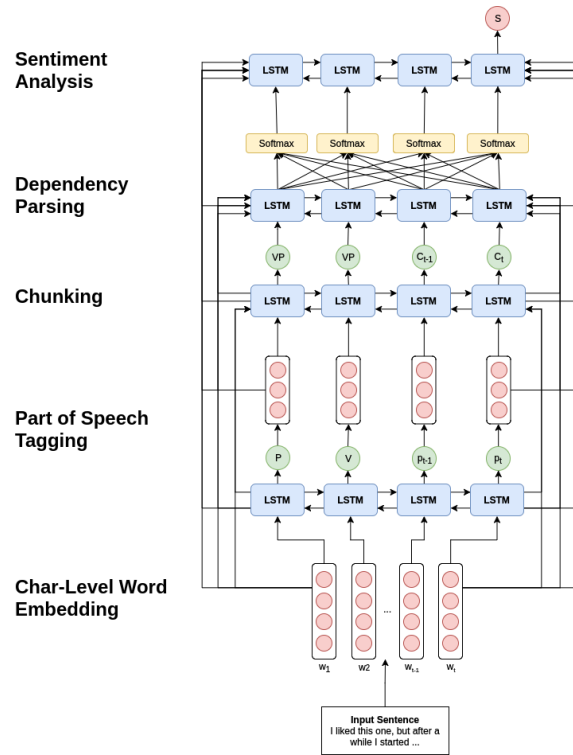 S
Sentiment
Analysis
LSTM LSTM LSTM LSTM
Softmax Softmax Softmax Softmax
Dependency
Parsing
LSTM LSTM LSTM LSTM
VP VP Ct-1 Ct
Chunking
LSTM LSTM LSTM LSTM
Part of Speech
Tagging
P V pt-1 pt
LSTM LSTM LSTM LSTM
Char-Level Word
Embedding
...
w1 w2 wt-1 wt
Input Sentence
I liked this one, but after a
while I started ...